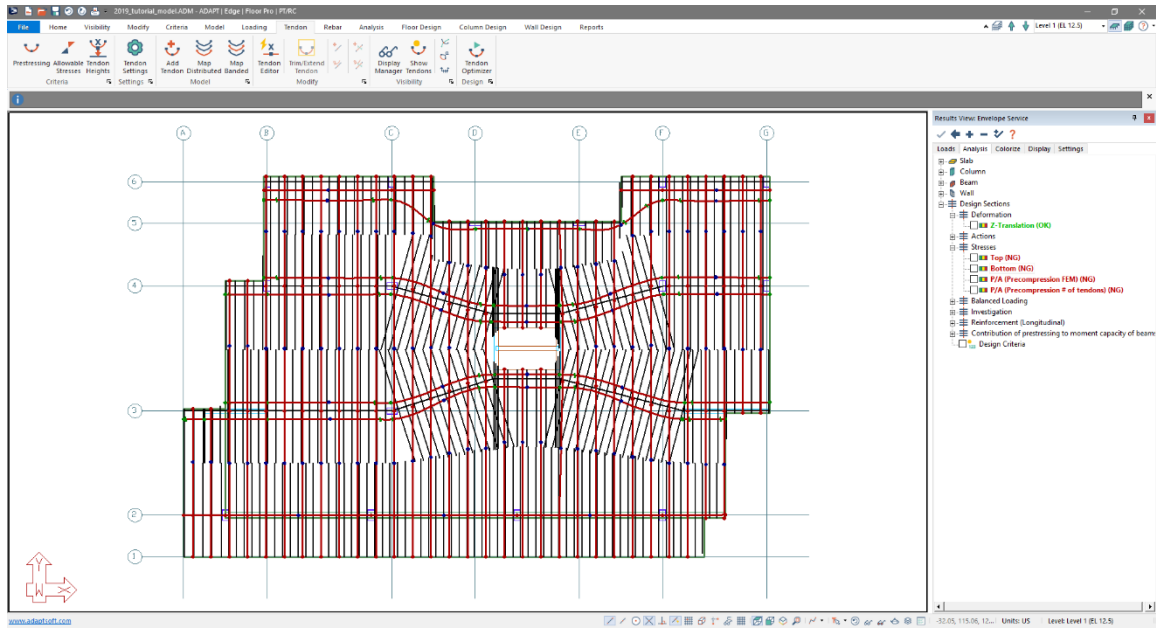 2019_tutorial_model.ADM - ADAPT | Edge | Floor Pro | PT/RC
File Home Visibility Modify Criteria Model Loading Tendon Rebar Analysis Floor Design Column Design Wall Design Reports
Level 1 (EL 12.5)
Prestressing Allowable Stresses Tendon Heights Tendon Settings Add Tendon Map Distributed Map Banded Tendon Editor Trim/Extend Tendon Display Manager Show Tendons Tendon Optimizer
Criteria Settings Model Modify Visibility Design
Results View: Envelope Service
Loads Analysis Colorize Display Settings
Slab
Column
Beam
Wall
Design Sections
Deformation
Z-Translation (OK)
Actions
Stresses
Top (NG)
Bottom (NG)
P/A (Precompression FEM) (NG)
P/A (Precompression # of tendons) (NG)
Balanced Loading
Investigation
Reinforcement (Longitudinal)
Contribution of prestressing to moment capacity of beam
Design Criteria
A B C D E F G
6
5
4
3
2
1
Y
W X
www.adaptsoft.com
-32.05, 115.06, 12... Units: US Level: Level 1 (EL 12.5)